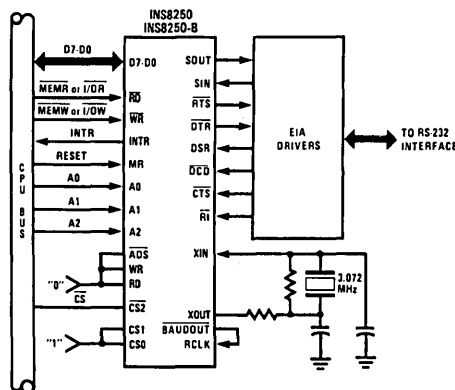 INS8250
INS8250-B
D7-D0
D7-D0
SOUT
SIN
MEMR or I/OR
RD
RTS
MEMW or I/OW
WR
DTR
EIA
DRIVERS
TO RS-232
INTERFACE
INTR
INTR
DSR
RESET
MR
DCD
CPU BUS
A0
A0
CTS
A1
A1
RI
A2
A2
ADS
XIN
WR
"0"
RD
3.072
MHz
CS
CS2
XOUT
CS1
BAUDOUT
"1"
CS0
RCLK